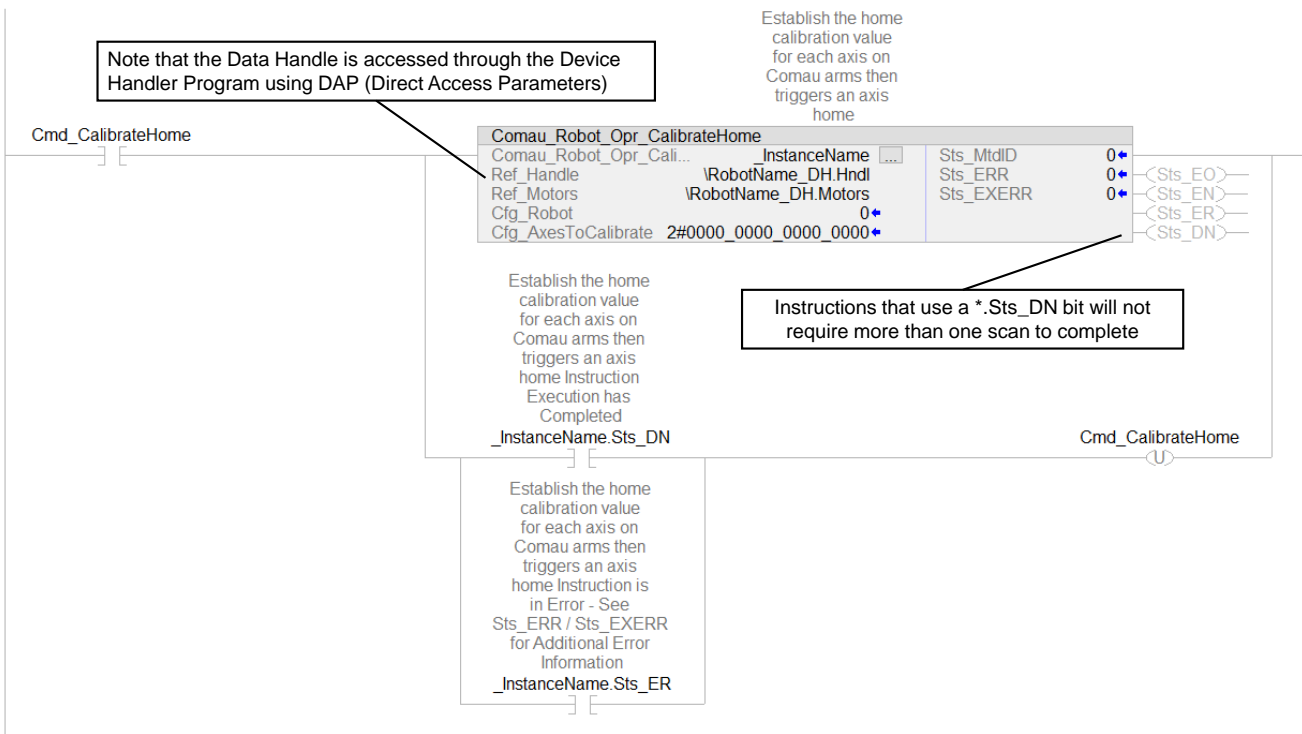 Establish the home
calibration value
for each axis on
Comau arms then
triggers an axis
home
Note that the Data Handle is accessed through the Device
Handler Program using DAP (Direct Access Parameters)
Cmd_CalibrateHome
Comau_Robot_Opr_CalibrateHome
Comau_Robot_Opr_Cali... _InstanceName ...
Ref_Handle \RobotName_DH.Hndl
Ref_Motors \RobotName_DH.Motors
Cfg_Robot 0
Cfg_AxesToCalibrate 2#0000_0000_0000_0000
Sts_MtdID 0
Sts_ERR 0
Sts_EXERR 0
Sts_EO
Sts_EN
Sts_ER
Sts_DN
Instructions that use a *.Sts_DN bit will not
require more than one scan to complete
Establish the home
calibration value
for each axis on
Comau arms then
triggers an axis
home Instruction
Execution has
Completed
_InstanceName.Sts_DN
Cmd_CalibrateHome
U
Establish the home
calibration value
for each axis on
Comau arms then
triggers an axis
home Instruction is
in Error - See
Sts_ERR / Sts_EXERR
for Additional Error
Information
_InstanceName.Sts_ER